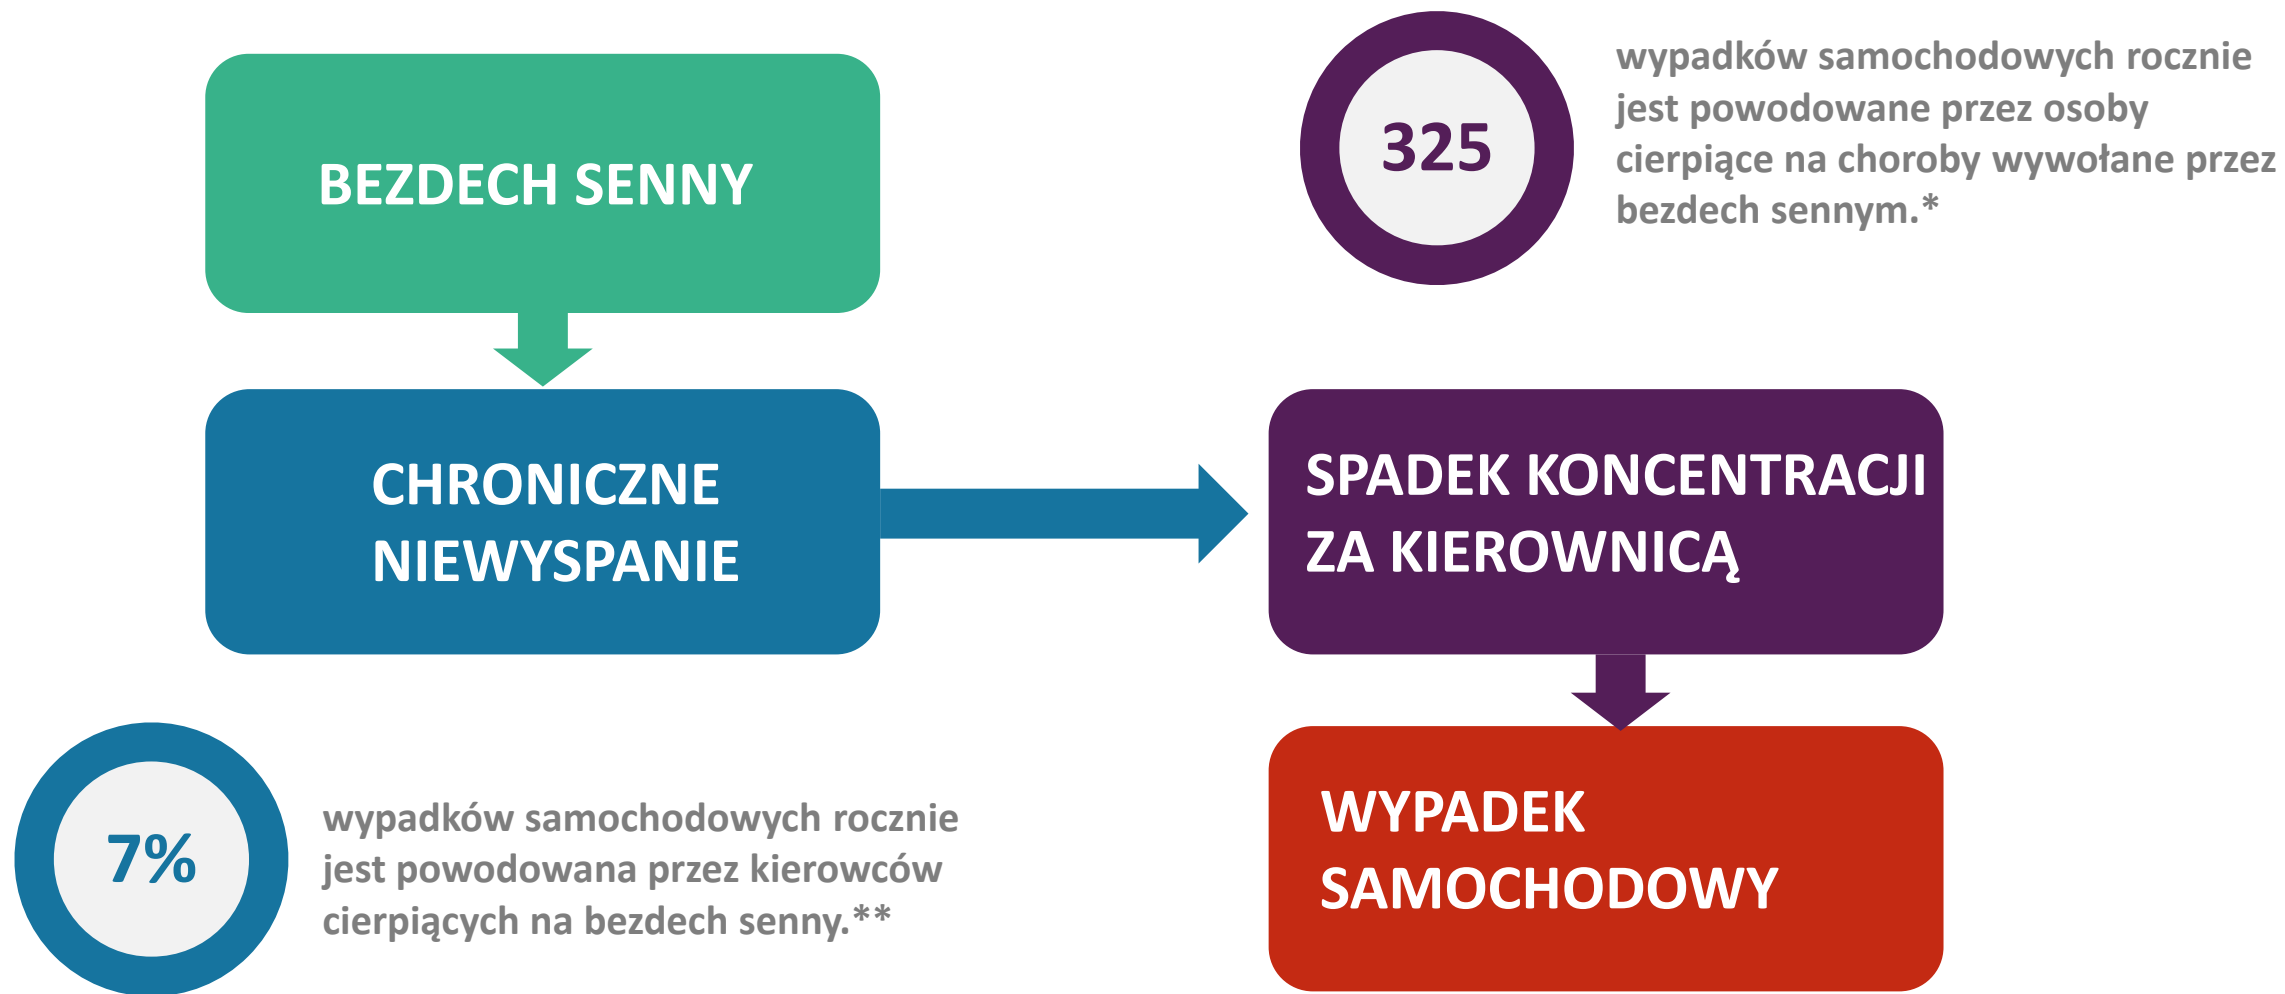 BEZDECH SENNY
325
wypadków samochodowych rocznie
jest powodowane przez osoby
cierpiące na choroby wywołane przez
bezdech sennym.*
CHRONICZNE
NIEWYSPANIE
SPADEK KONCENTRACJI
ZA KIEROWNICĄ
7%
wypadków samochodowych rocznie
jest powodowana przez kierowców
cierpiących na bezdech senny.**
WYPADEK
SAMOCHODOWY